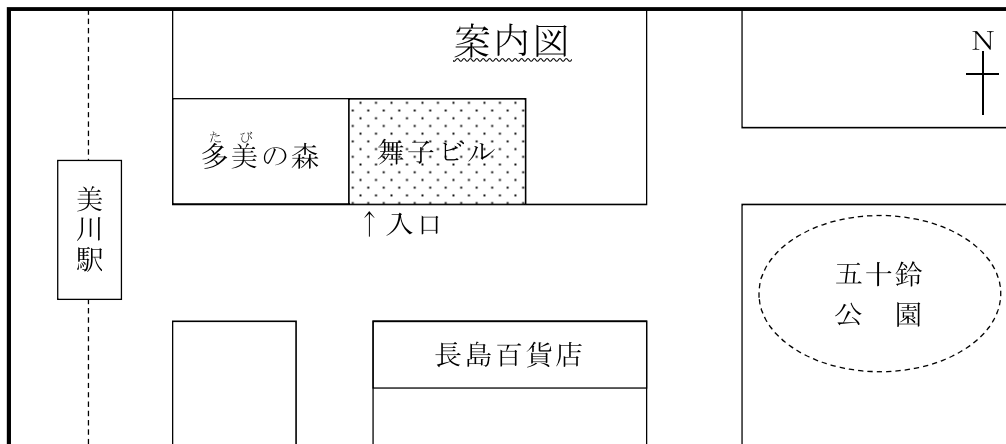 案内図
N
たび
多美の森
舞子ビル
美川駅
↑入口
五十鈴
公　園
長島百貨店